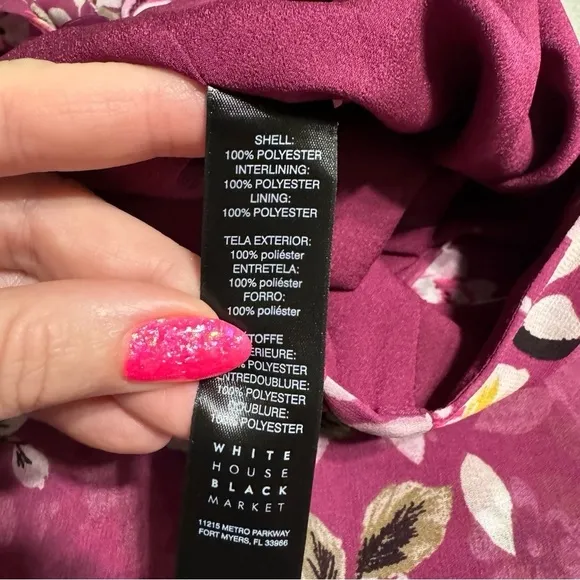 SHELL:
100% POLYESTER
INTERLINING:
100% POLYESTER
LINING:
100% POLYESTER
TELA EXTERIOR:
100% poliéster
ENTRETELA:
100% poliéster
FORRO:
100% poliéster
POLYESTER
100% POLYESTER
POLYESTER
WHITE
HOUSE
BLACK
MARKET
11215 METRO PARKWAY
FORT MYERS, FL 33966